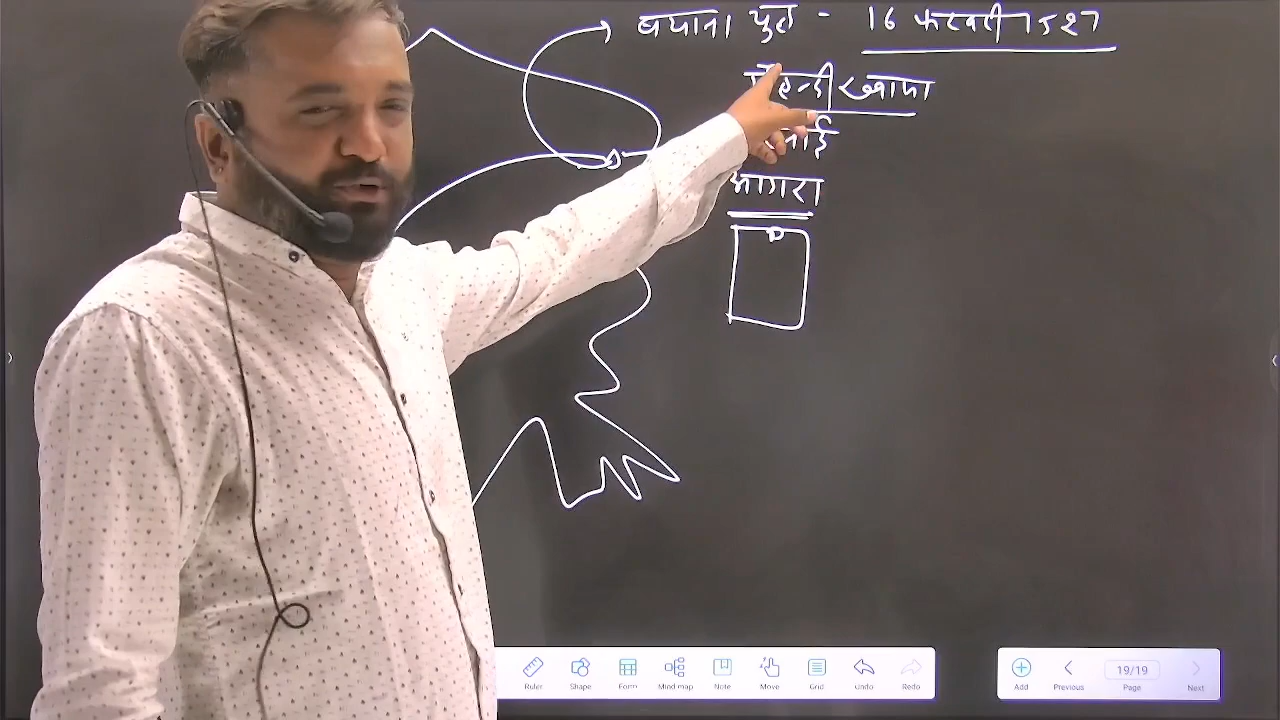 बयाना युद्ध - 16 फरवरी 1527
मेहन्दी ख्वाजा
आगरा
Ruler Shape Form Mind map Note Move Grid Undo Redo
Add Previous 19/19 Page Next